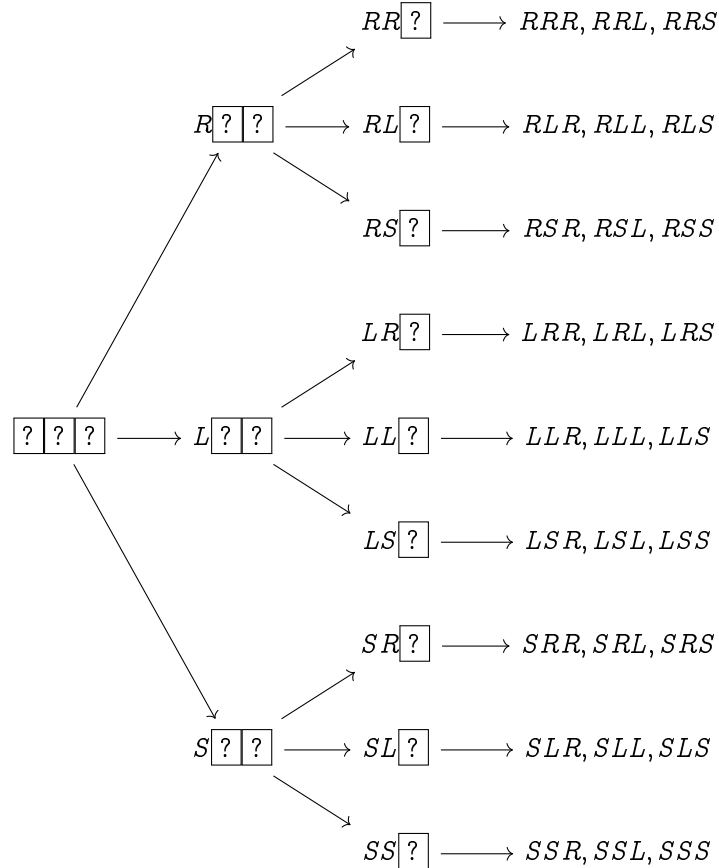 RR? RRR, RRL, RRS
R?? RL? RLR, RLL, RLS
RS? RSR, RSL, RSS
LR? LRR, LRL, LRS
??? L?? LL? LLR, LLL, LLS
LS? LSR, LSL, LSS
SR? SRR, SRL, SRS
S?? SL? SLR, SLL, SLS
SS? SSR, SSL, SSS